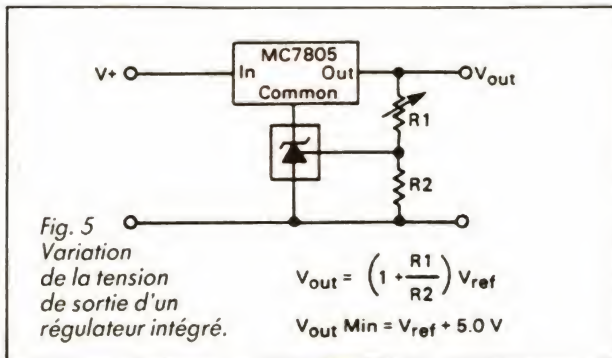 MC7805
V+
In
Out
Vout
Common
R1
R2
Fig. 5
Variation
de la tension
de sortie d'un
régulateur intégré.
Vout = (1 + R1/R2) Vref
Vout Min = Vref + 5.0 V